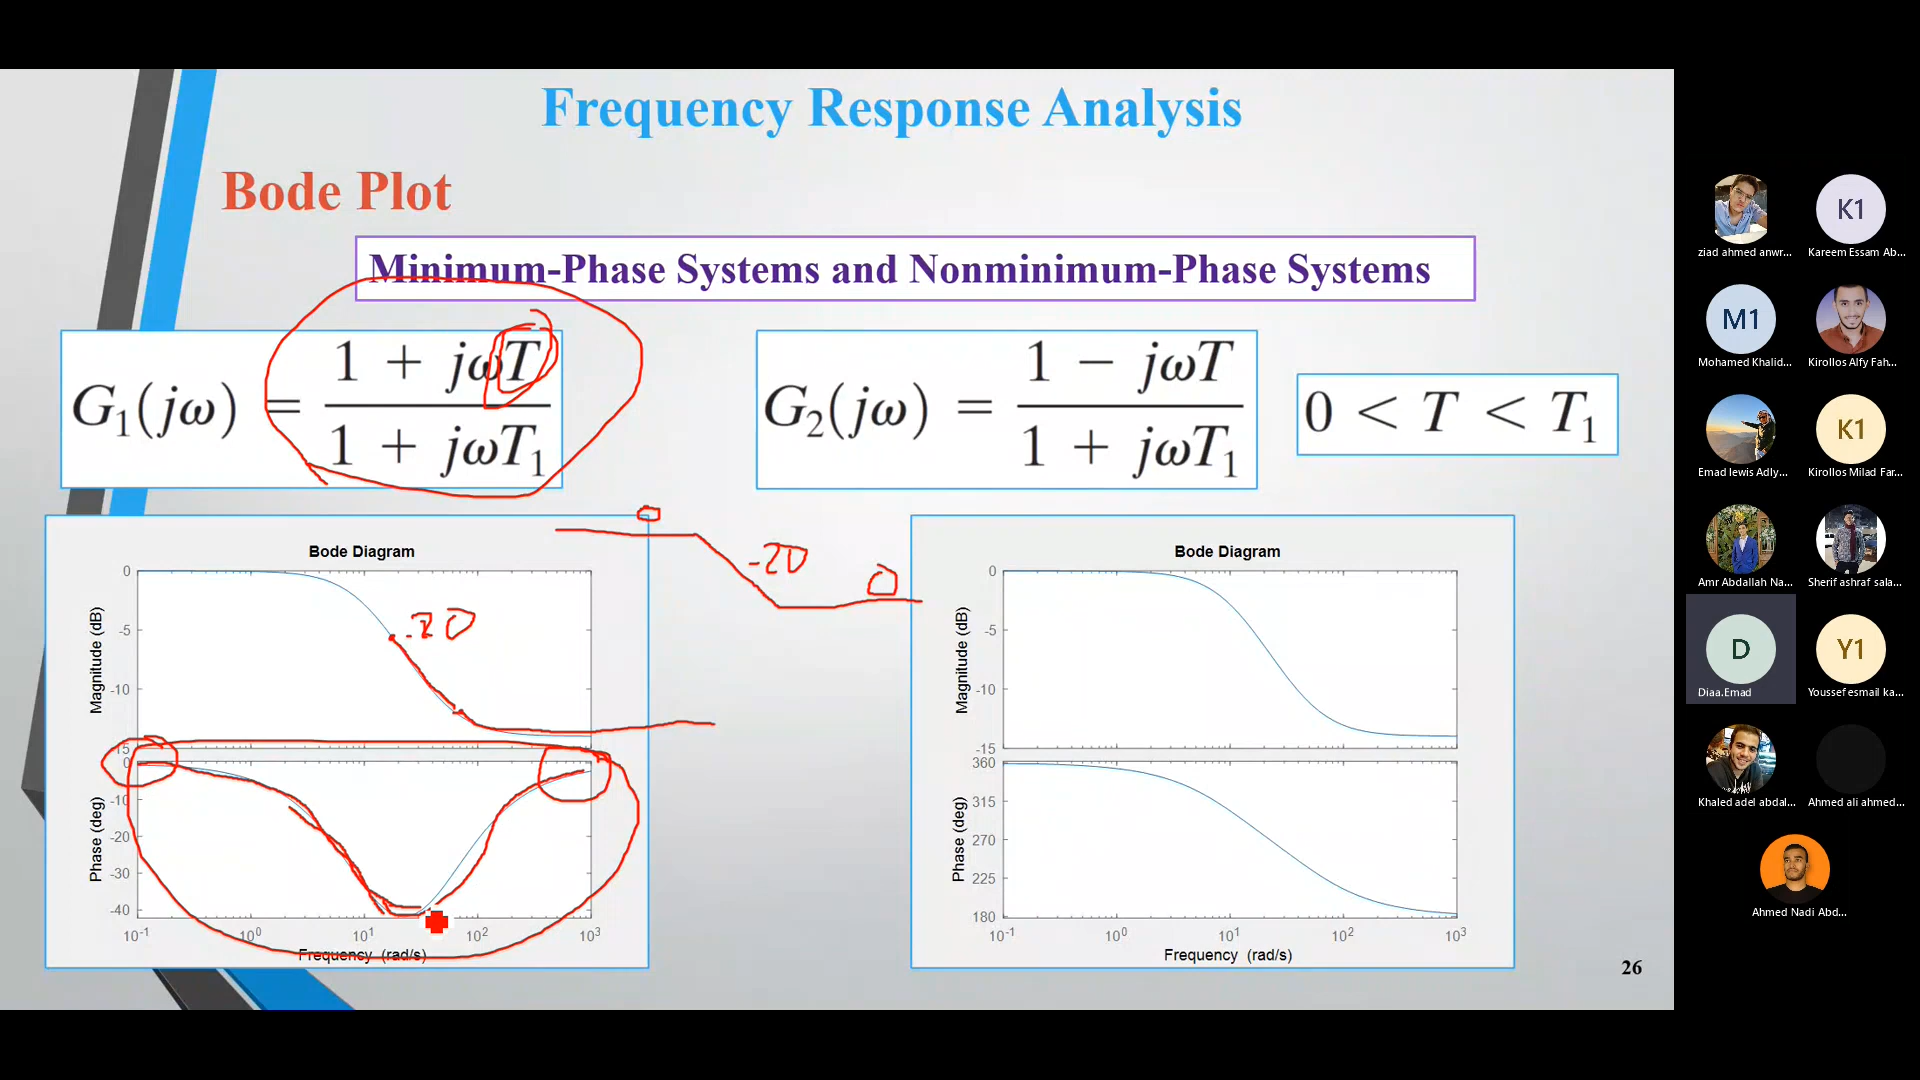 Frequency Response Analysis
Bode Plot
Minimum-Phase Systems and Nonminimum-Phase Systems
G₁(jω) = (1 + jωT) / (1 + jωT₁)
G₂(jω) = (1 − jωT) / (1 + jωT₁)
0 < T < T₁
0
-20
0
Bode Diagram
Magnitude (dB)
0
-5
-10
-15
-20
Phase (deg)
0
-10
-20
-30
-40
10⁻¹ 10⁰ 10¹ 10² 10³
Frequency (rad/s)
Bode Diagram
Magnitude (dB)
0
-5
-10
-15
Phase (deg)
360
315
270
225
180
10⁻¹ 10⁰ 10¹ 10² 10³
Frequency (rad/s)
26
K1
ziad ahmed anwr...
Kareem Essam Ab...
M1
Mohamed Khalid...
Kirollos Alfy Fah...
K1
Emad lewis Adly...
Kirollos Milad Far...
Amr Abdallah Na...
Sherif ashraf sala...
D
Y1
Diaa.Emad
Youssef esmail ka...
Khaled adel abdal...
Ahmed ali ahmed...
Ahmed Nadi Abd...